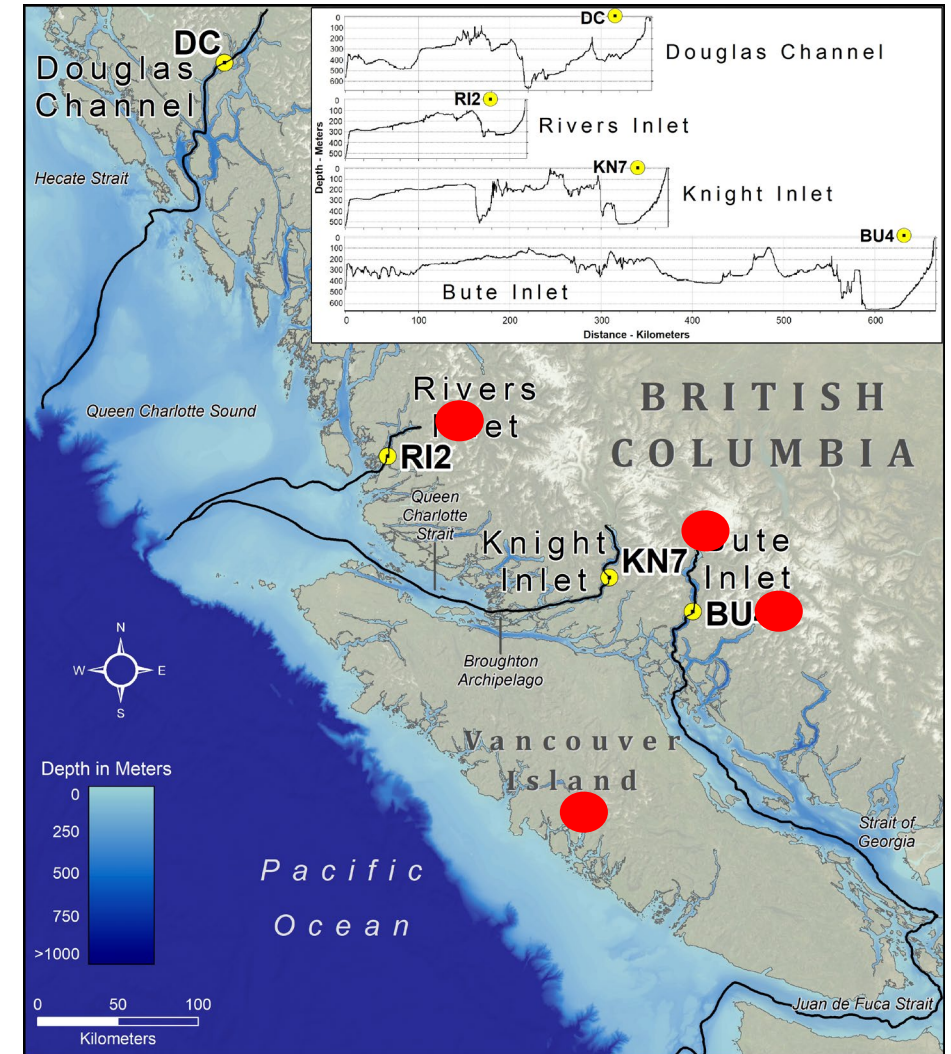 DC
Douglas
Channel
Hecate Strait
Queen Charlotte Sound
DC
0
100
200
300
400
500
600
Douglas Channel
RI2
0
100
200
300
400
500
Rivers Inlet
KN7
0
100
200
300
400
500
Knight Inlet
BU4
0
100
200
300
400
500
600
Bute Inlet
Depth - Meters
0 100 200 300 400 500 600
Distance - Kilometers
BRITISH
COLUMBIA
Rivers
RI2
Queen
Charlotte
Strait
Knight
Inlet
KN7
Inlet
Broughton
Archipelago
Vancouver
Island
Strait of
Georgia
Juan de Fuca Strait
Pacific
Ocean
N
W E
S
Depth in Meters
0
250
500
750
>1000
0 50 100
Kilometers